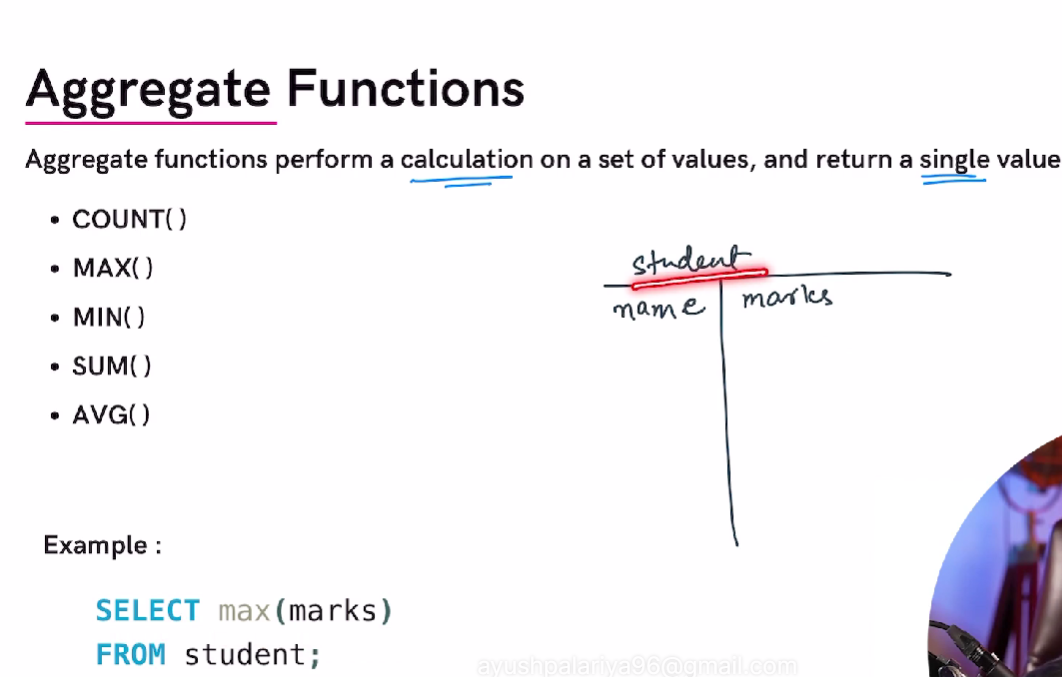 Aggregate Functions
Aggregate functions perform a calculation on a set of values, and return a single value
• COUNT( )
• MAX( )
• MIN( )
• SUM( )
• AVG( )
student
name marks
Example :
SELECT max(marks)
FROM student;
ayushpalariya96@gmail.com